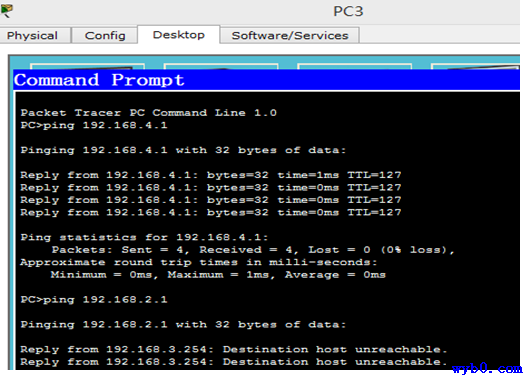 PC3
Physical Config Desktop Software/Services
Command Prompt
Packet Tracer PC Command Line 1.0
PC>ping 192.168.4.1
Pinging 192.168.4.1 with 32 bytes of data:
Reply from 192.168.4.1: bytes=32 time=1ms TTL=127
Reply from 192.168.4.1: bytes=32 time=0ms TTL=127
Reply from 192.168.4.1: bytes=32 time=0ms TTL=127
Reply from 192.168.4.1: bytes=32 time=0ms TTL=127
Ping statistics for 192.168.4.1:
Packets: Sent = 4, Received = 4, Lost = 0 (0% loss),
Approximate round trip times in milli-seconds:
Minimum = 0ms, Maximum = 1ms, Average = 0ms
PC>ping 192.168.2.1
Pinging 192.168.2.1 with 32 bytes of data:
Reply from 192.168.3.254: Destination host unreachable.
Reply from 192.168.3.254: Destination host unreachable.
wyb0.com